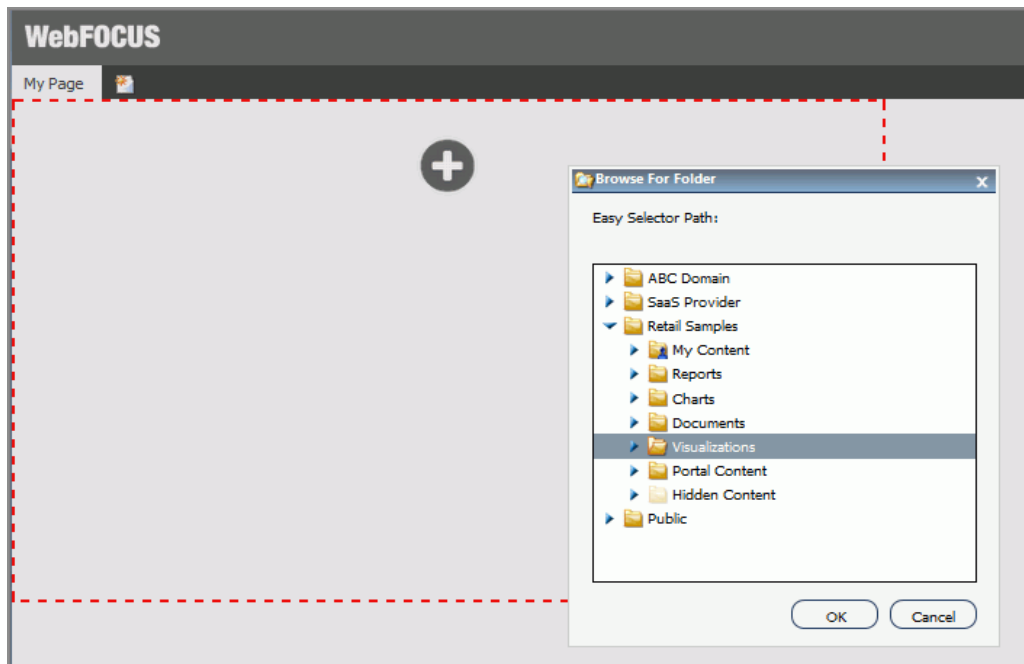 WebFOCUS
My Page
Browse For Folder
Easy Selector Path:
ABC Domain
SaaS Provider
Retail Samples
My Content
Reports
Charts
Documents
Visualizations
Portal Content
Hidden Content
Public
OK Cancel